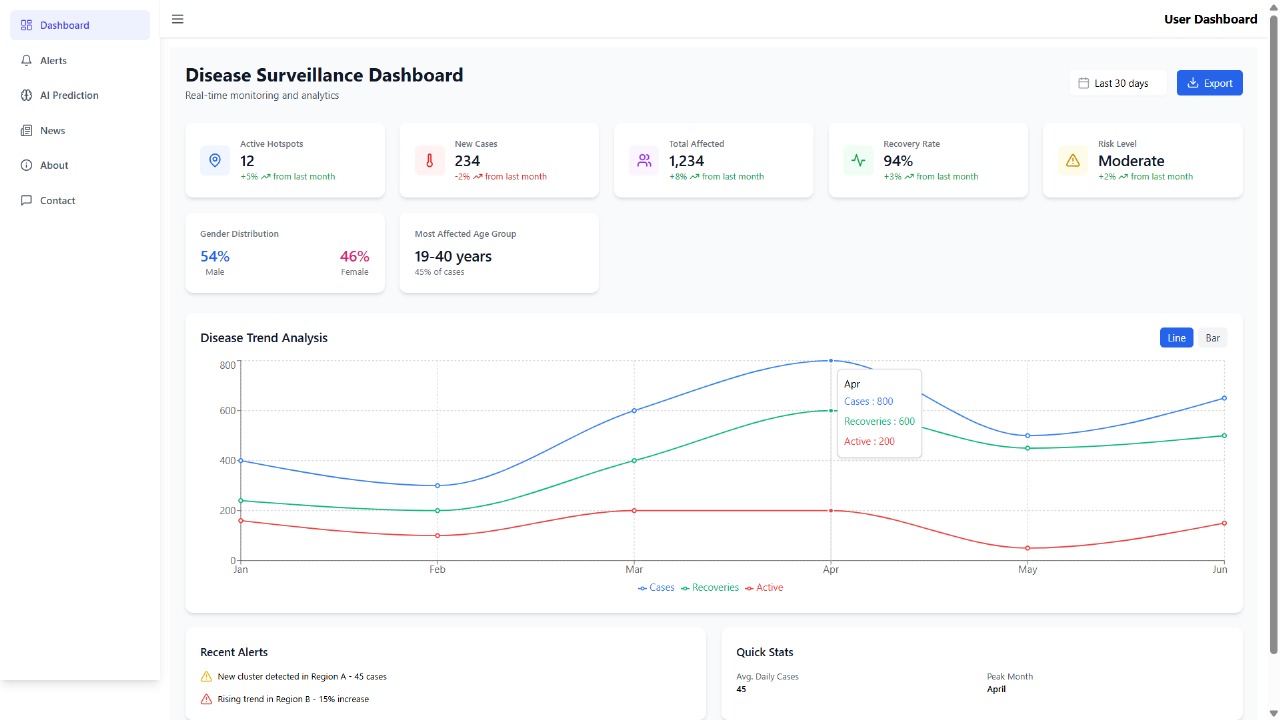 Dashboard
User Dashboard
Alerts
AI Prediction
News
About
Contact
Disease Surveillance Dashboard
Real-time monitoring and analytics
Last 30 days
Export
Active Hotspots
12
+5% from last month
New Cases
234
-2% from last month
Total Affected
1,234
+8% from last month
Recovery Rate
94%
+3% from last month
Risk Level
Moderate
+2% from last month
Gender Distribution
54%
Male
46%
Female
Most Affected Age Group
19-40 years
45% of cases
Disease Trend Analysis
Line
Bar
800
600
400
200
0
Apr
Cases : 800
Recoveries : 600
Active : 200
Jan
Feb
Mar
Apr
May
Jun
Cases
Recoveries
Active
Recent Alerts
New cluster detected in Region A - 45 cases
Rising trend in Region B - 15% increase
Quick Stats
Avg. Daily Cases
45
Peak Month
April